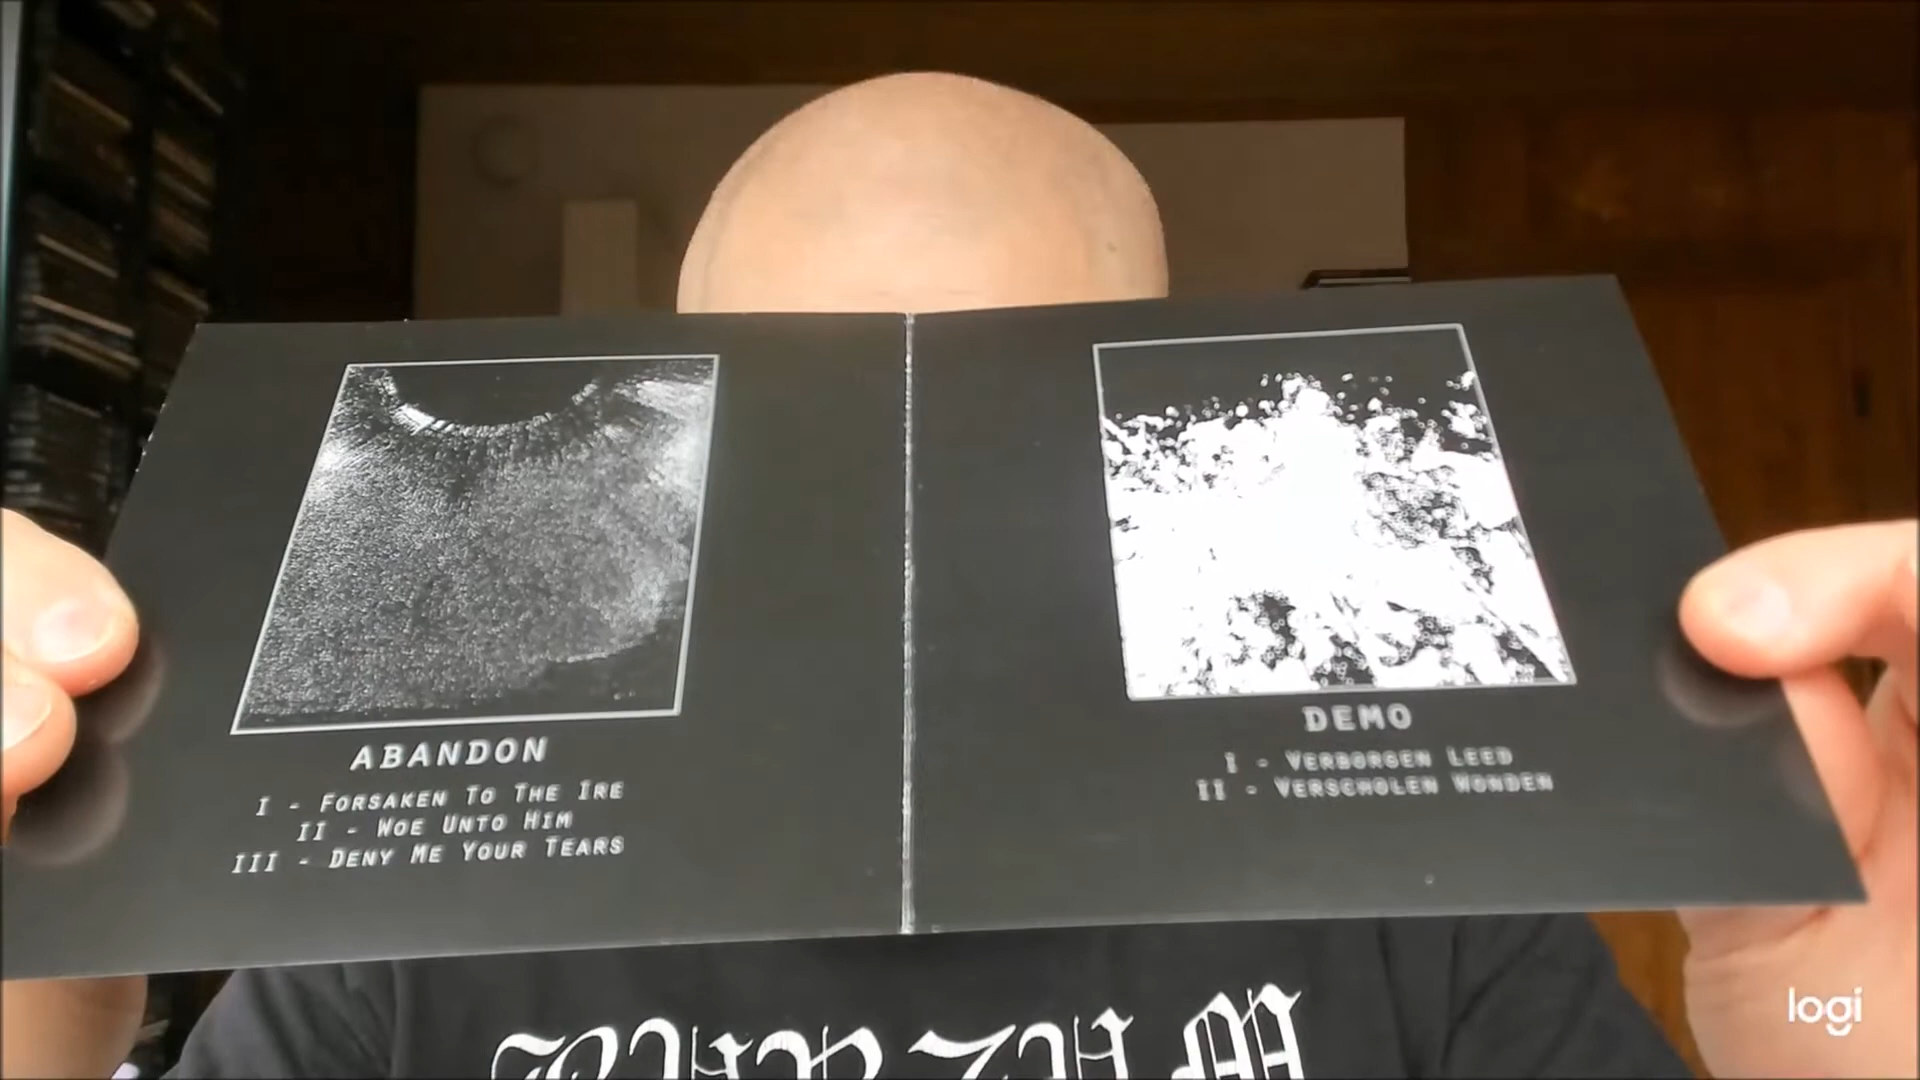 ABANDON
I - FORSAKEN TO THE IRE
II - WOE UNTO HIM
III - DENY ME YOUR TEARS
DEMO
I - VERBORGEN LEED
II - VERSCHOLEN WONDEN
BURZUM
logi